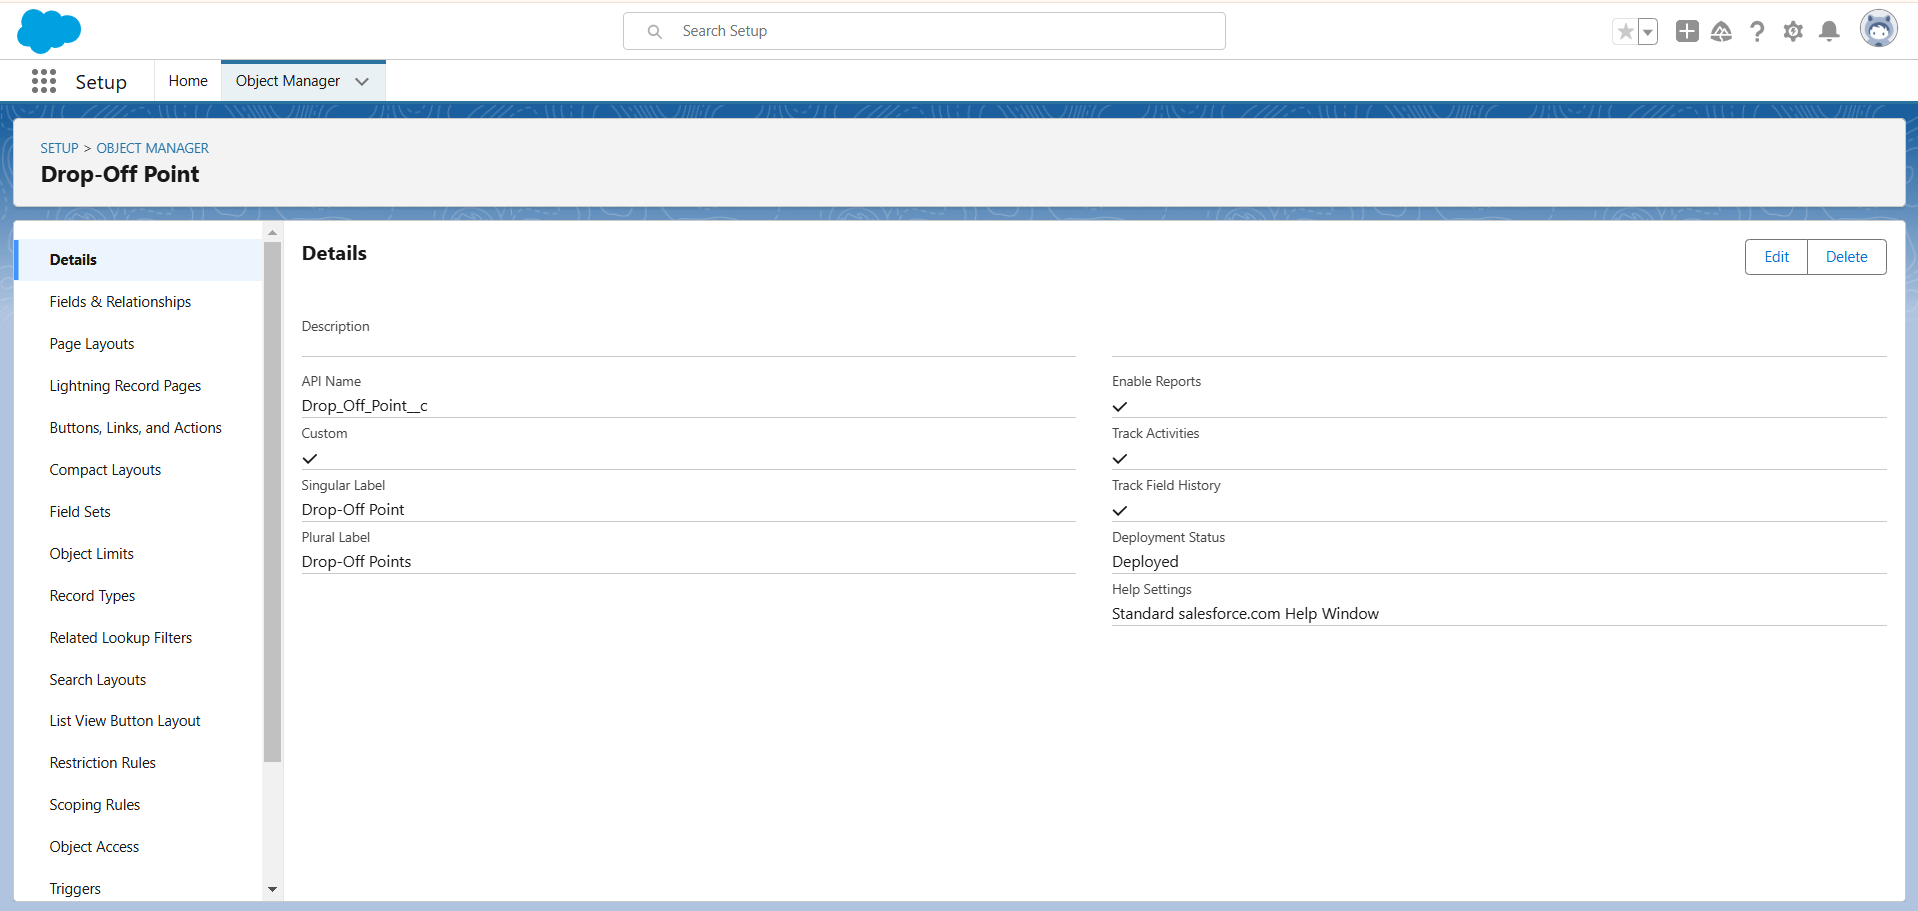 Search Setup
Setup
Home
Object Manager
SETUP > OBJECT MANAGER
Drop-Off Point
Details
Fields & Relationships
Page Layouts
Lightning Record Pages
Buttons, Links, and Actions
Compact Layouts
Field Sets
Object Limits
Record Types
Related Lookup Filters
Search Layouts
List View Button Layout
Restriction Rules
Scoping Rules
Object Access
Triggers
Details
Edit
Delete
Description
API Name
Drop_Off_Point__c
Custom
Singular Label
Drop-Off Point
Plural Label
Drop-Off Points
Enable Reports
Track Activities
Track Field History
Deployment Status
Deployed
Help Settings
Standard salesforce.com Help Window